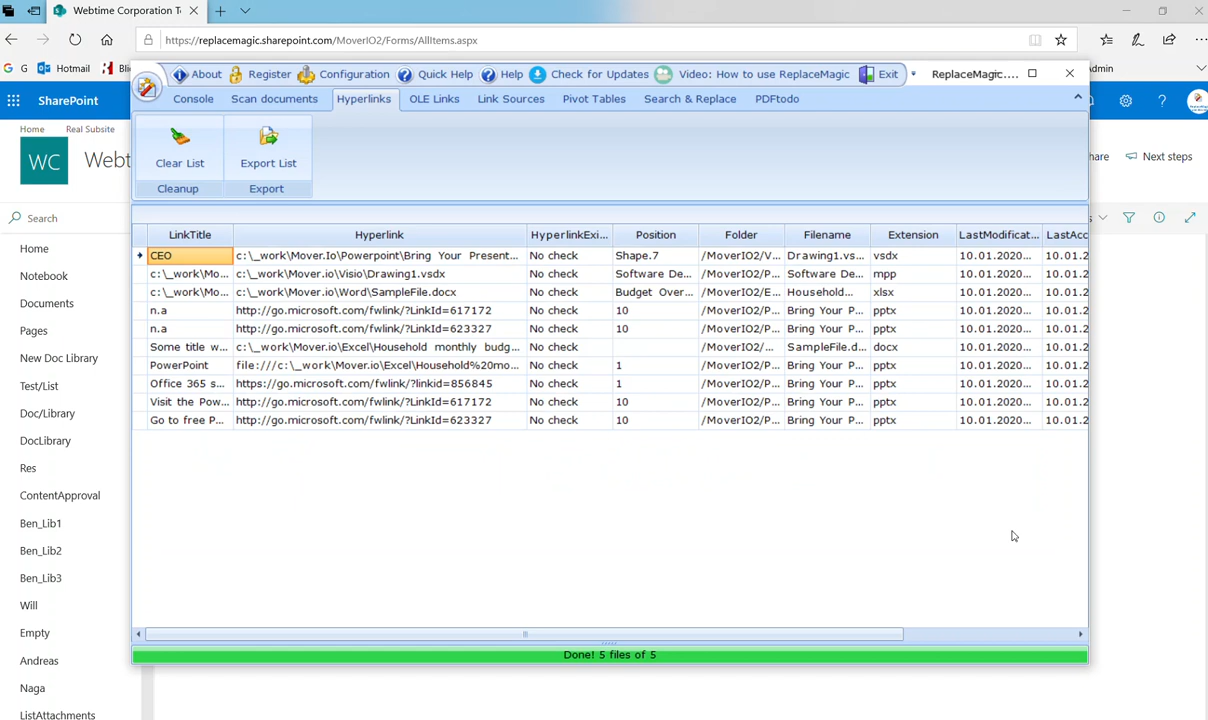 Webtime Corporation T
https://replacemagic.sharepoint.com/MoverIO2/Forms/AllItems.aspx
G Hotmail Bli
dmin
About Register Configuration Quick Help Help Check for Updates Video: How to use ReplaceMagic Exit ReplaceMagic....
Console Scan documents Hyperlinks OLE Links Link Sources Pivot Tables Search & Replace PDFtodo
SharePoint
Home Real Subsite
WC Webt
hare Next steps
Clear List Export List
Cleanup Export
Search
Home
Notebook
Documents
Pages
New Doc Library
Test/List
Doc/Library
DocLibrary
Res
ContentApproval
Ben_Lib1
Ben_Lib2
Ben_Lib3
Will
Empty
Andreas
Naga
ListAttachments
LinkTitle Hyperlink HyperlinkExi... Position Folder Filename Extension LastModificat... LastAcc
CEO c:\_work\Mover.Io\Powerpoint\Bring Your Present... No check Shape.7 /MoverIO2/V... Drawing1.vs... vsdx 10.01.2020... 10.01.2
c:\_work\Mo... c:\_work\Mover.io\Visio\Drawing1.vsdx No check Software De... /MoverIO2/P... Software De... mpp 10.01.2020... 10.01.2
c:\_work\Mo... c:\_work\Mover.io\Word\SampleFile.docx No check Budget Over... /MoverIO2/E... Household... xlsx 10.01.2020... 10.01.2
n.a http://go.microsoft.com/fwlink/?LinkId=617172 No check 10 /MoverIO2/P... Bring Your P... pptx 10.01.2020... 10.01.2
n.a http://go.microsoft.com/fwlink/?LinkId=623327 No check 10 /MoverIO2/P... Bring Your P... pptx 10.01.2020... 10.01.2
Some title w... c:\_work\Mover.io\Excel\Household monthly budg... No check /MoverIO2/... SampleFile.d... docx 10.01.2020... 10.01.2
PowerPoint file:///c:\_work\Mover.io\Excel\Household%20mo... No check 1 /MoverIO2/P... Bring Your P... pptx 10.01.2020... 10.01.2
Office 365 s... https://go.microsoft.com/fwlink/?linkid=856845 No check 1 /MoverIO2/P... Bring Your P... pptx 10.01.2020... 10.01.2
Visit the Pow... http://go.microsoft.com/fwlink/?LinkId=617172 No check 10 /MoverIO2/P... Bring Your P... pptx 10.01.2020... 10.01.2
Go to free P... http://go.microsoft.com/fwlink/?LinkId=623327 No check 10 /MoverIO2/P... Bring Your P... pptx 10.01.2020... 10.01.2
Done! 5 files of 5